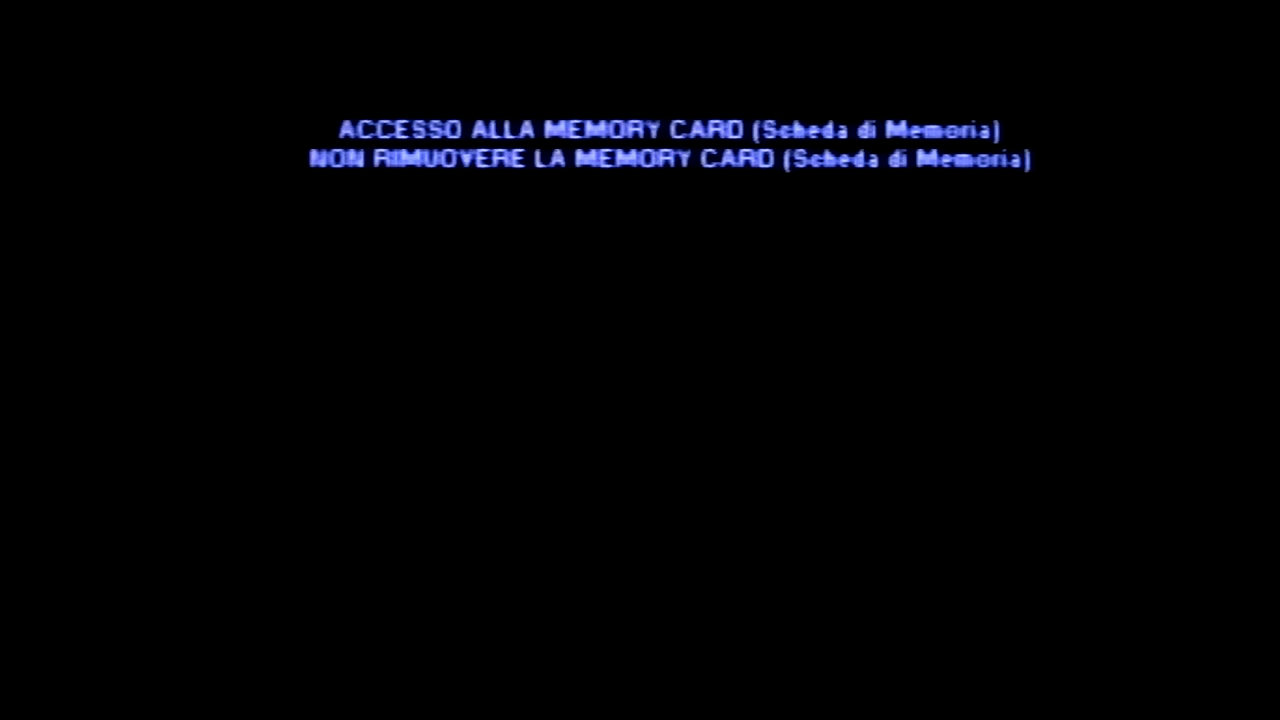 ACCESSO ALLA MEMORY CARD (Scheda di Memoria)
NON RIMUOVERE LA MEMORY CARD (Scheda di Memoria)